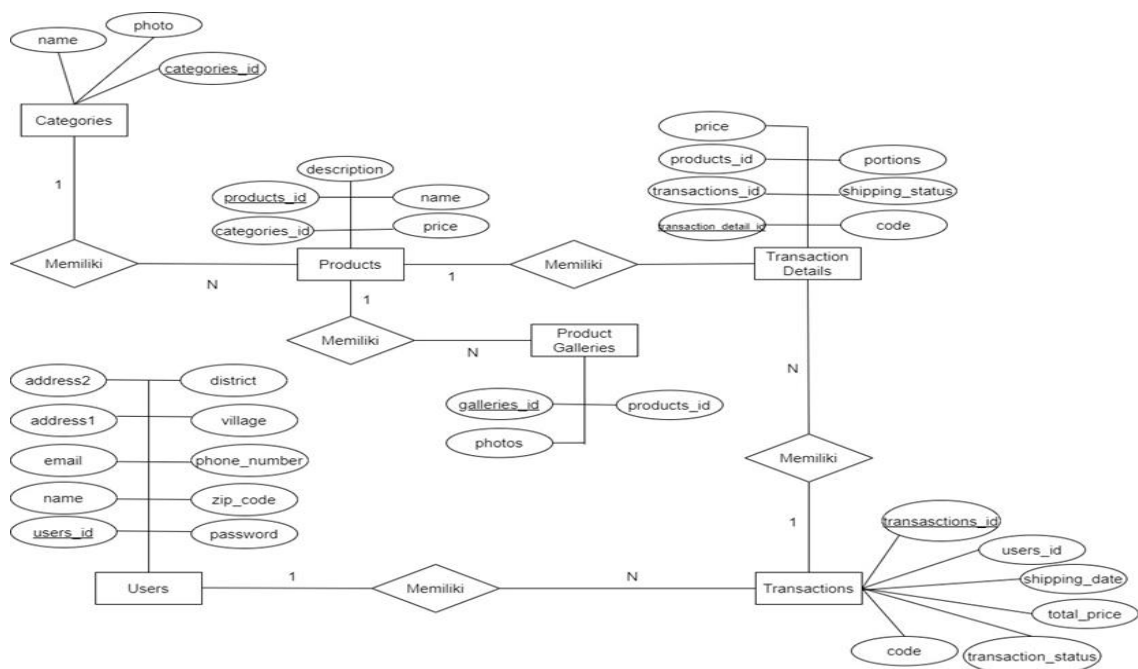 photo
name
categories_id
Categories
1
Memiliki
N
description
products_id
name
categories_id
price
Products
1
Memiliki
price
products_id
portions
transactions_id
shipping_status
transaction_detail_id
code
Transaction
Details
1
Memiliki
N
Product
Galleries
galleries_id
products_id
photos
N
Memiliki
1
address2
district
address1
village
email
phone_number
name
zip_code
users_id
password
Users
1
Memiliki
N
Transactions
transasctions_id
users_id
shipping_date
total_price
transaction_status
code